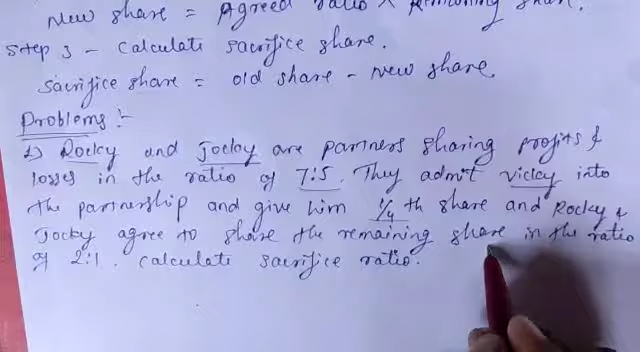 New share = Agreed ratio x Remaining share.
Step 3 - Calculate sacrifice share.
Sacrifice share = old share - New share.
Problems :-
1) Rocky and Jocky are partners sharing profits &
losses in the ratio of 7:5. They admit vicky into
the partnership and give him 1/4 th share and Rocky &
Jocky agree to share the remaining share in the ratio
of 2:1. Calculate sacrifice ratio.